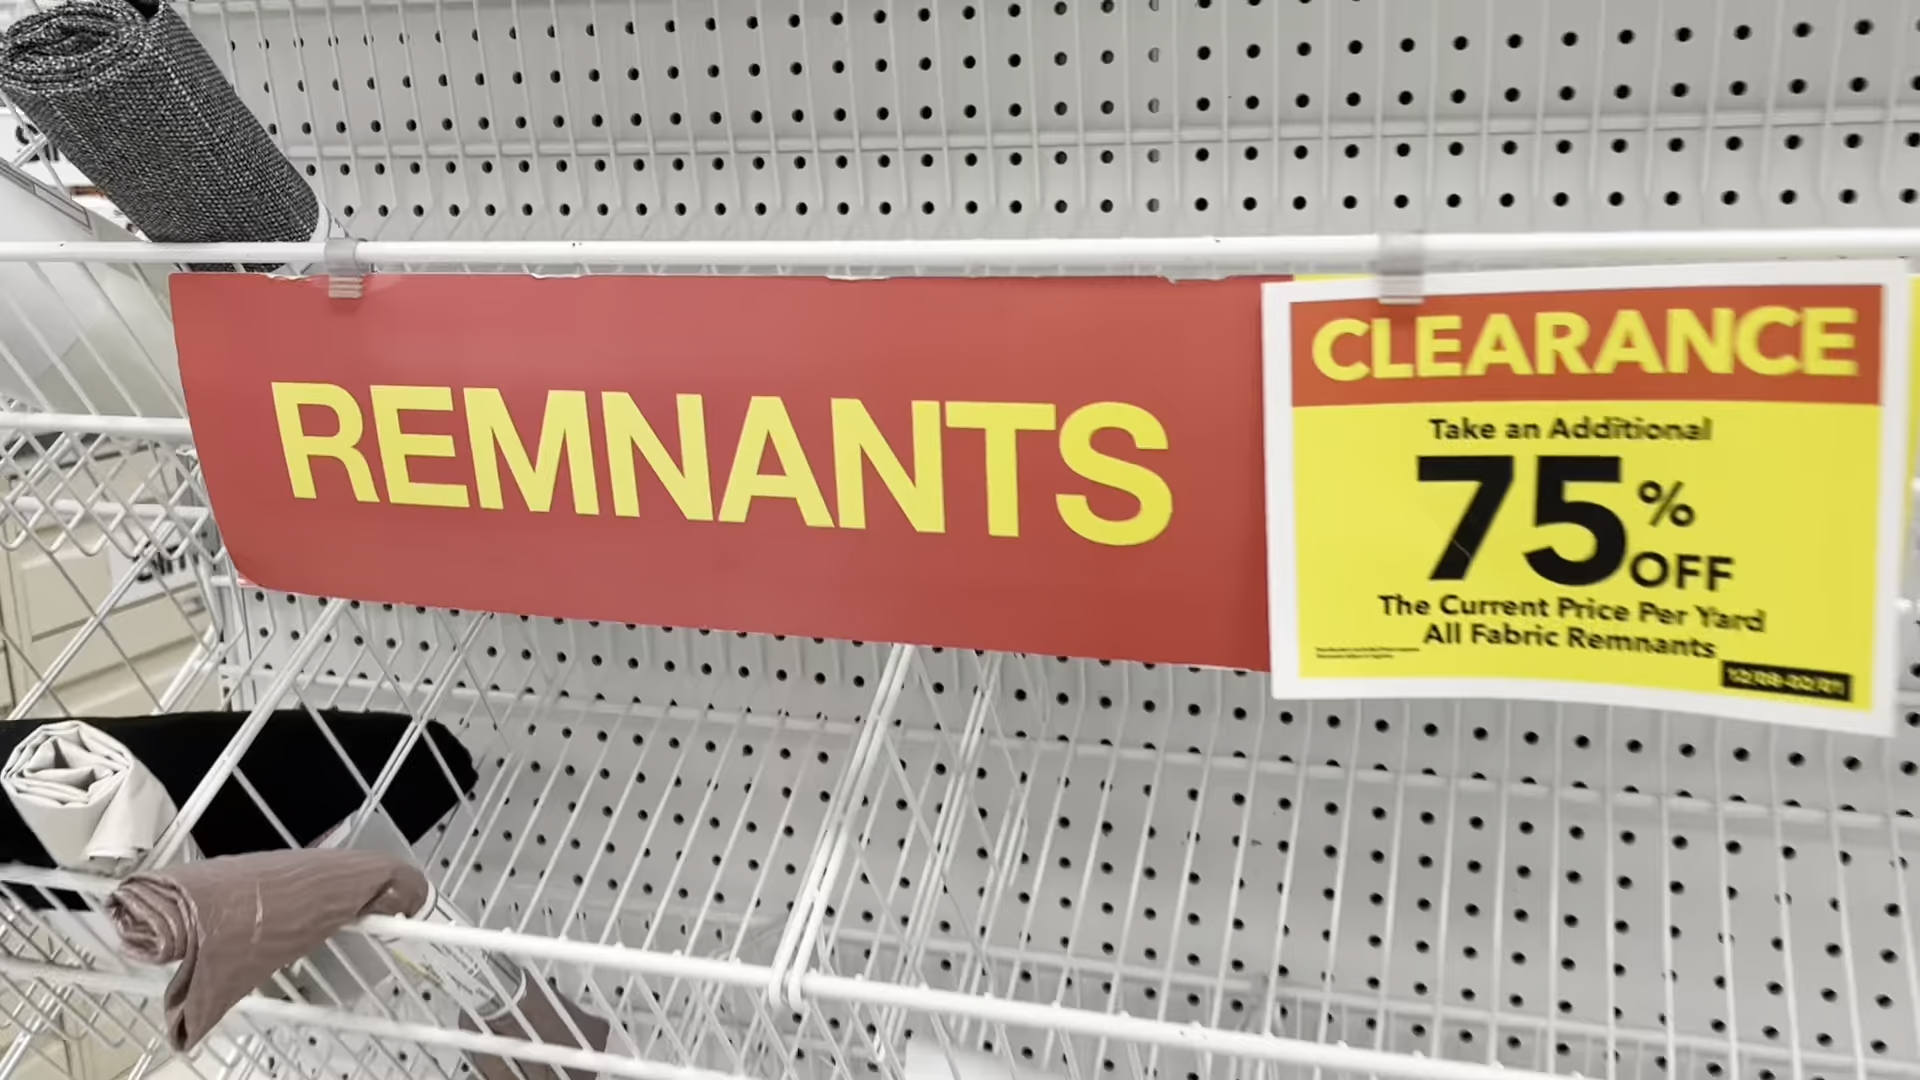 REMNANTS
CLEARANCE
Take an Additional
75%
OFF
The Current Price Per Yard
All Fabric Remnants